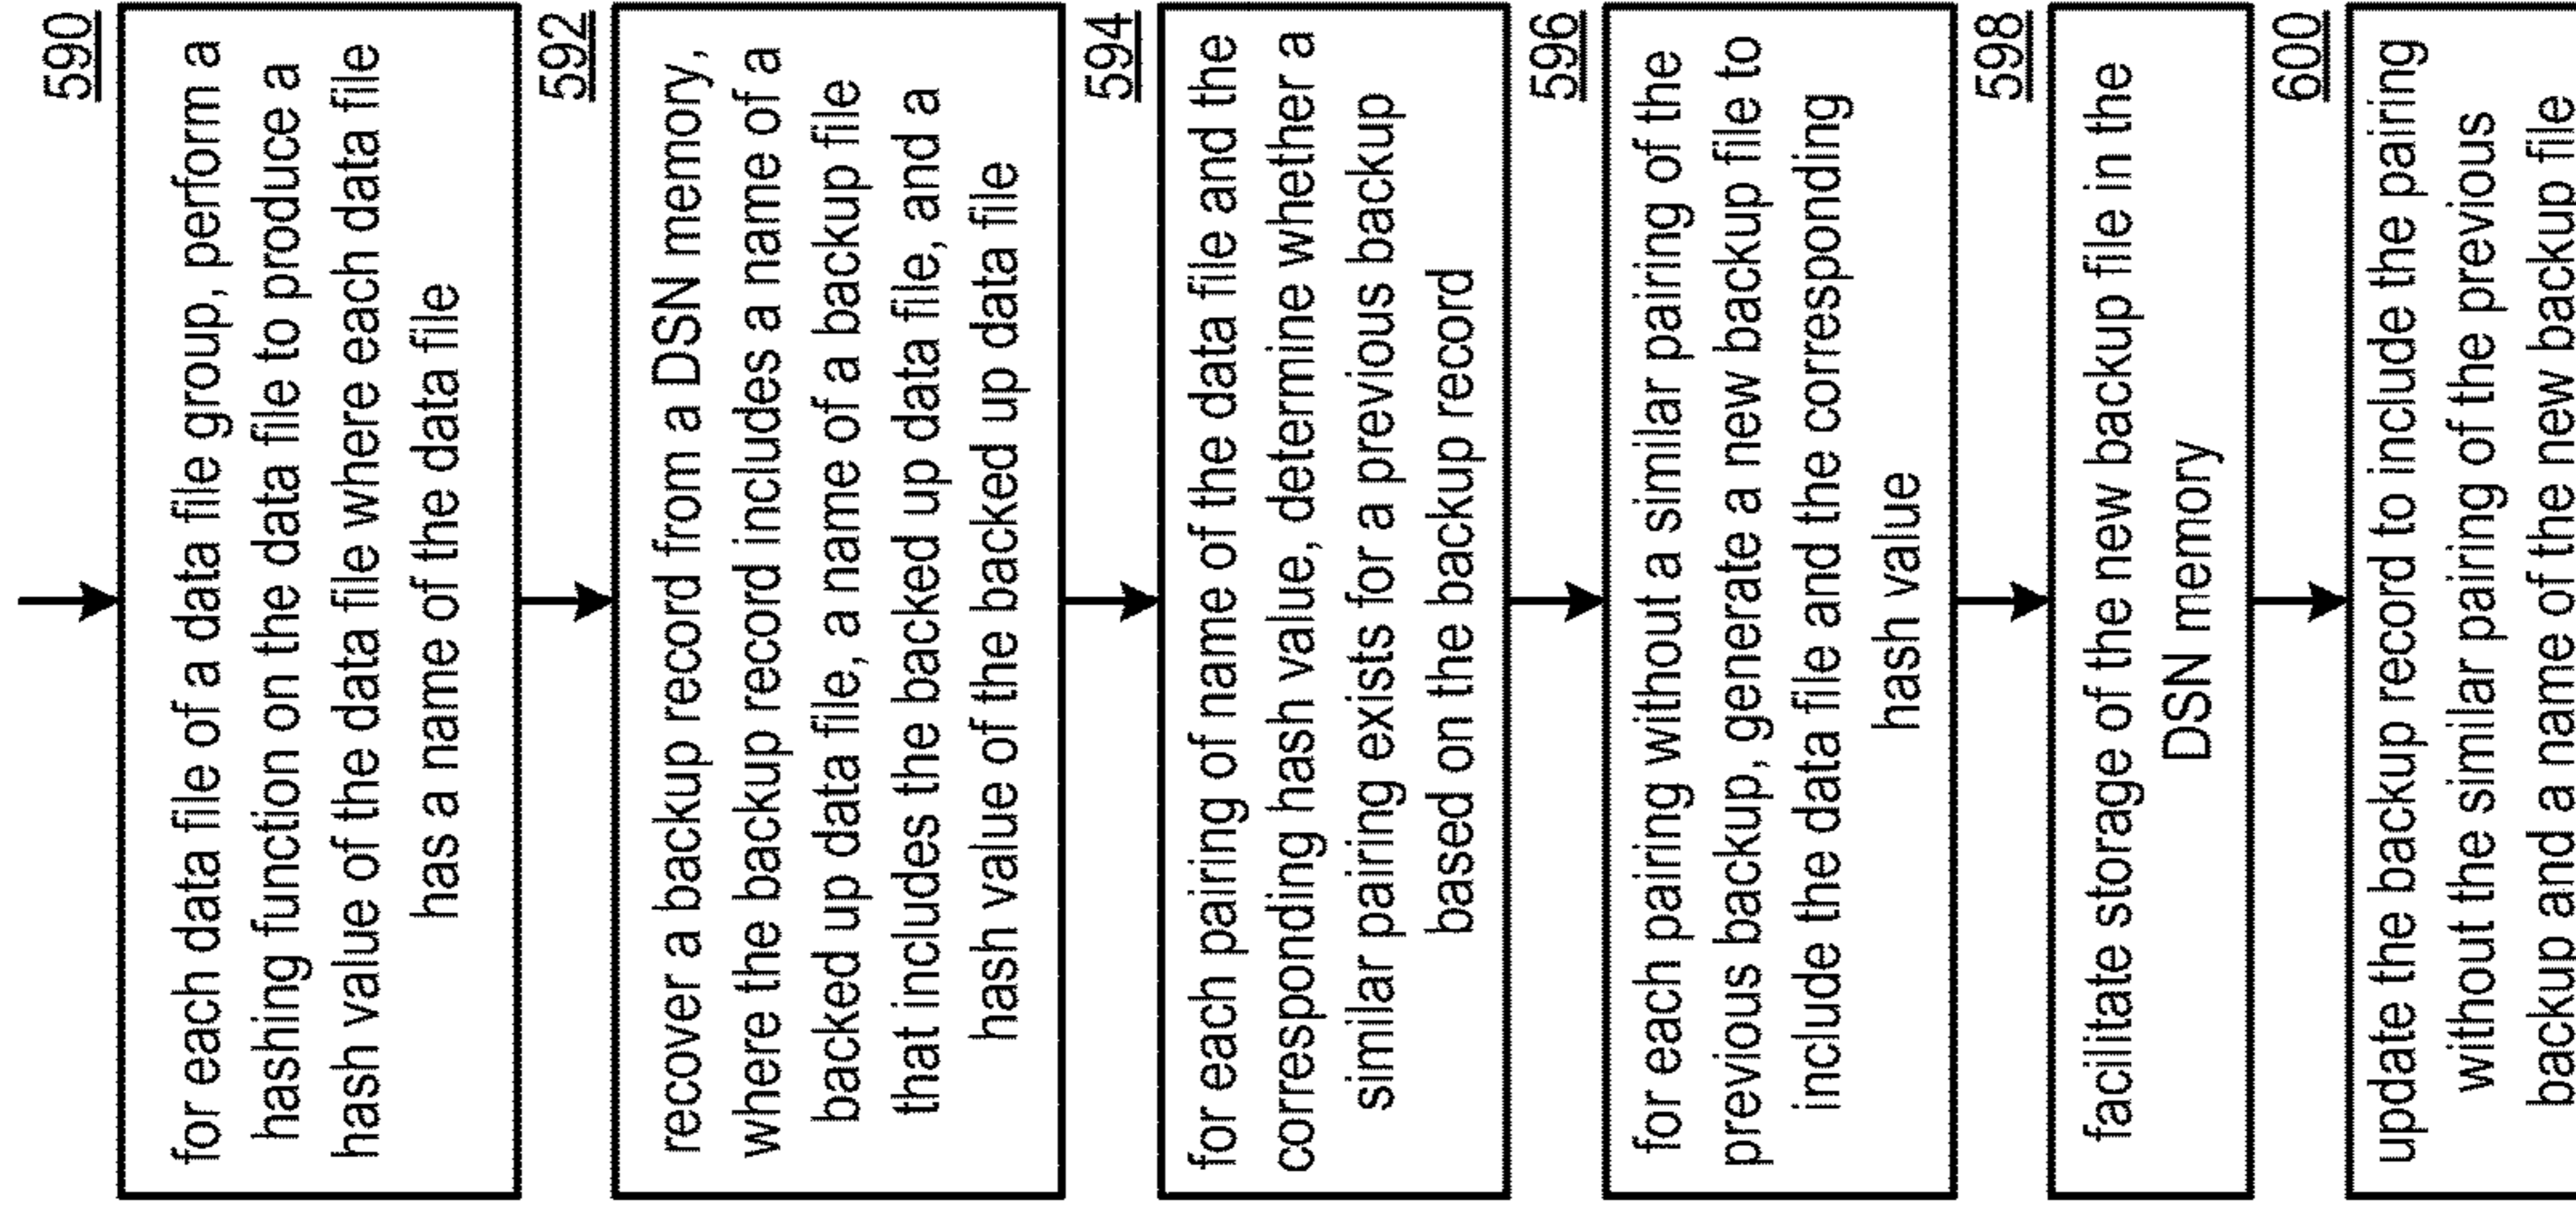 590
for each data file of a data file group, perform a
hashing function on the data file to produce a
hash value of the data file where each data file
has a name of the data file
592
recover a backup record from a DSN memory,
where the backup record includes a name of a
backed up data file, a name of a backup file
that includes the backed up data file, and a
hash value of the backed up data file
594
for each pairing of name of the data file and the
corresponding hash value, determine whether a
similar pairing exists for a previous backup
based on the backup record
596
for each pairing without a similar pairing of the
previous backup, generate a new backup file to
include the data file and the corresponding
hash value
598
facilitate storage of the new backup file in the
DSN memory
600
update the backup record to include the pairing
without the similar pairing of the previous
backup and a name of the new backup file